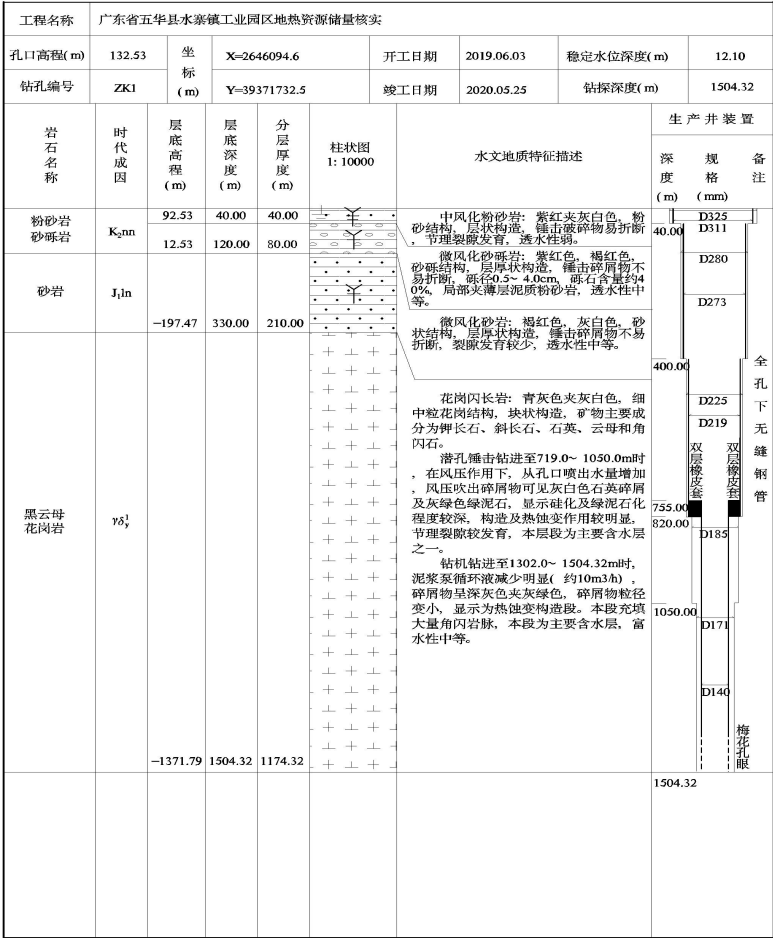 工程名称 广东省五华县水寨镇工业园区地热资源储量核实
孔口高程(m) 132.53 坐标(m) X=2646094.6 开工日期 2019.06.03 稳定水位深度(m) 12.10
钻孔编号 ZK1 Y=39371732.5 竣工日期 2020.05.25 钻探深度(m) 1504.32
岩石名称 时代成因 层底高程(m) 层底深度(m) 分层厚度(m) 柱状图 1:10000 水文地质特征描述 生产井装置
深度(m) 规格(mm) 备注
粉砂岩
砂砾岩
K₂nn
92.53 40.00 40.00
12.53 120.00 80.00
砂岩 J₁ln
−197.47 330.00 210.00
黑云母
花岗岩
γδ₅¹
−1371.79 1504.32 1174.32
中风化粉砂岩：紫红夹灰白色，粉
砂结构，层状构造，锤击破碎物易折断
，节理裂隙发育，透水性弱。
微风化砂砾岩：紫红色，褐红色，
砂砾结构，层厚状构造，锤击碎屑物不
易折断，砾径0.5~ 4.0cm，砾石含量约4
0%，局部夹薄层泥质粉砂岩，透水性中
等。
微风化砂岩：褐红色，灰白色，砂
状结构，层厚状构造，锤击碎屑物不易
折断，裂隙发育较少，透水性中等。
花岗闪长岩：青灰色夹灰白色，细
中粒花岗结构，块状构造，矿物主要成
分为钾长石、斜长石、石英、云母和角
闪石。
潜孔锤击钻进至719.0~ 1050.0m时
，在风压作用下，从孔口喷出水量增加
，风压吹出碎屑物可见灰白色石英碎屑
及灰绿色绿泥石，显示硅化及绿泥石化
程度较深，构造及热蚀变作用较明显，
节理裂隙较发育，本层段为主要含水层
之一。
钻机钻进至1302.0~ 1504.32m时，
泥浆泵循环液减少明显( 约10m3/h)，
碎屑物呈深灰色夹灰绿色，碎屑物粒径
变小，显示为热蚀变构造段。本段充填
大量角闪岩脉，本段为主要含水层，富
水性中等。
D325
40.00 D311
D280
D273
400.00
D225
D219
双层橡皮套 双层橡皮套
755.00
820.00
D185
1050.00
D171
D140
梅花孔眼
1504.32
全孔下无缝钢管